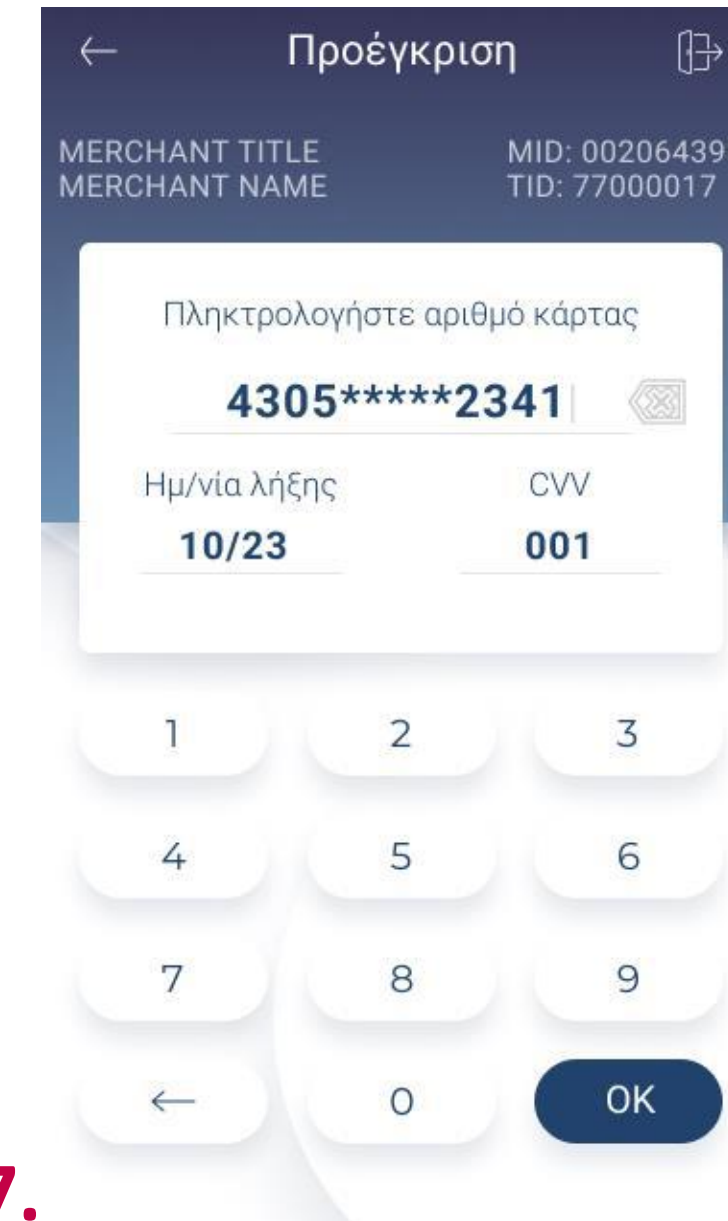 Προέγκριση
MERCHANT TITLE MID: 00206439
MERCHANT NAME TID: 77000017
Πληκτρολογήστε αριθμό κάρτας
4305*****2341
Ημ/νία λήξης CVV
10/23 001
1 2 3
4 5 6
7 8 9
← 0 OK
7.